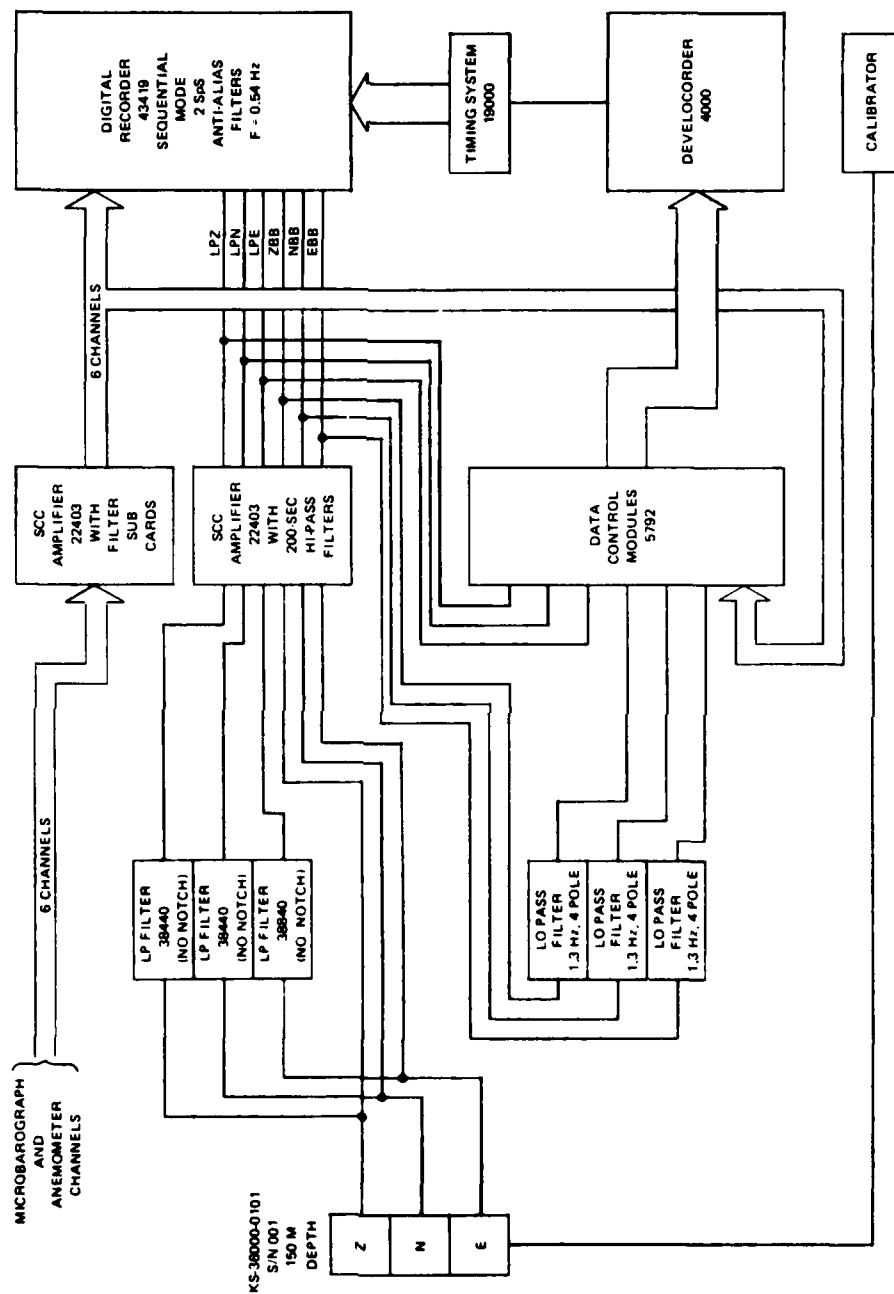 MICROBAROGRAPH
AND
ANEMOMETER
CHANNELS
6 CHANNELS
SCC
AMPLIFIER
22403
WITH
FILTER
SUB
CARDS
6 CHANNELS
DIGITAL
RECORDER
43419
SEQUENTIAL
MODE
2 SpS
ANTI-ALIAS
FILTERS
F - 0.54 Hz
LP FILTER
38440
(NO NOTCH)
LP FILTER
38440
(NO NOTCH)
LP FILTER
38840
(NO NOTCH)
SCC
AMPLIFIER
22403
WITH
200-SEC
HI-PASS
FILTERS
LPZ
LPN
LPE
ZBB
NBB
EBB
KS-36000-0101
S/N 001
150 M
DEPTH
Z
N
E
TIMING SYSTEM
19000
LO PASS
FILTER
1.3 Hz, 4 POLE
LO PASS
FILTER
1.3 Hz, 4 POLE
LO PASS
FILTER
1.3 Hz, 4 POLE
DATA
CONTROL
MODULES
5792
DEVELOCORDER
4000
CALIBRATOR